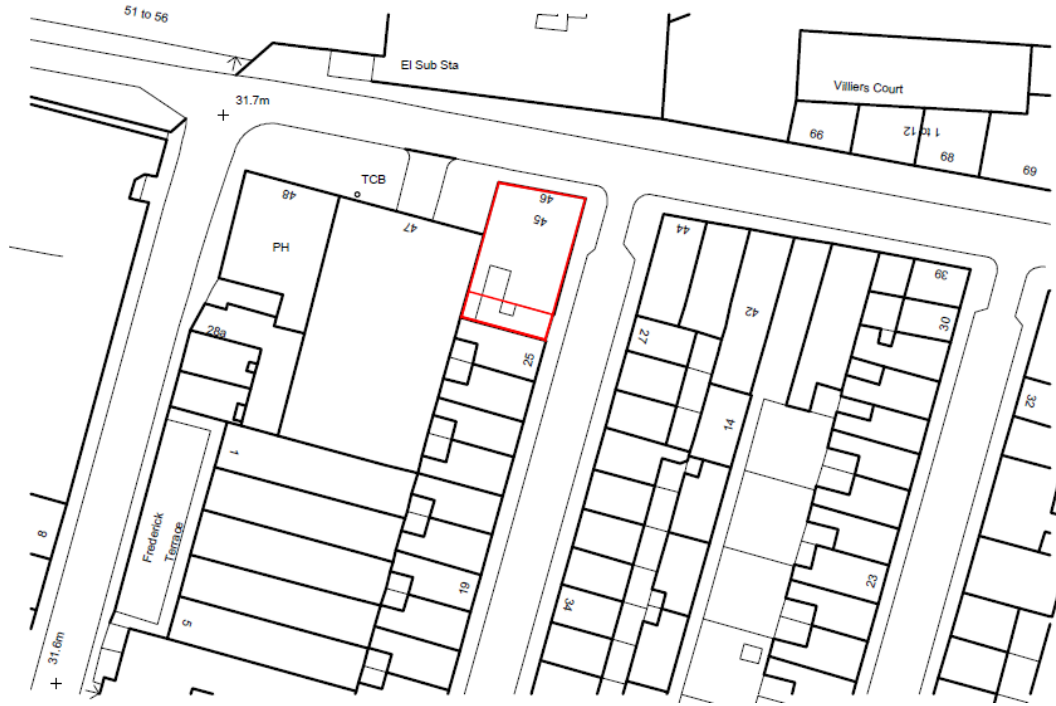 51 to 56
El Sub Sta
31.7m
Villiers Court
66
1 to 12
68
69
TCB
48
46
45
47
44
PH
39
42
30
28a
27
25
32
14
1
8
Frederick
Terrace
19
23
34
5
31.6m